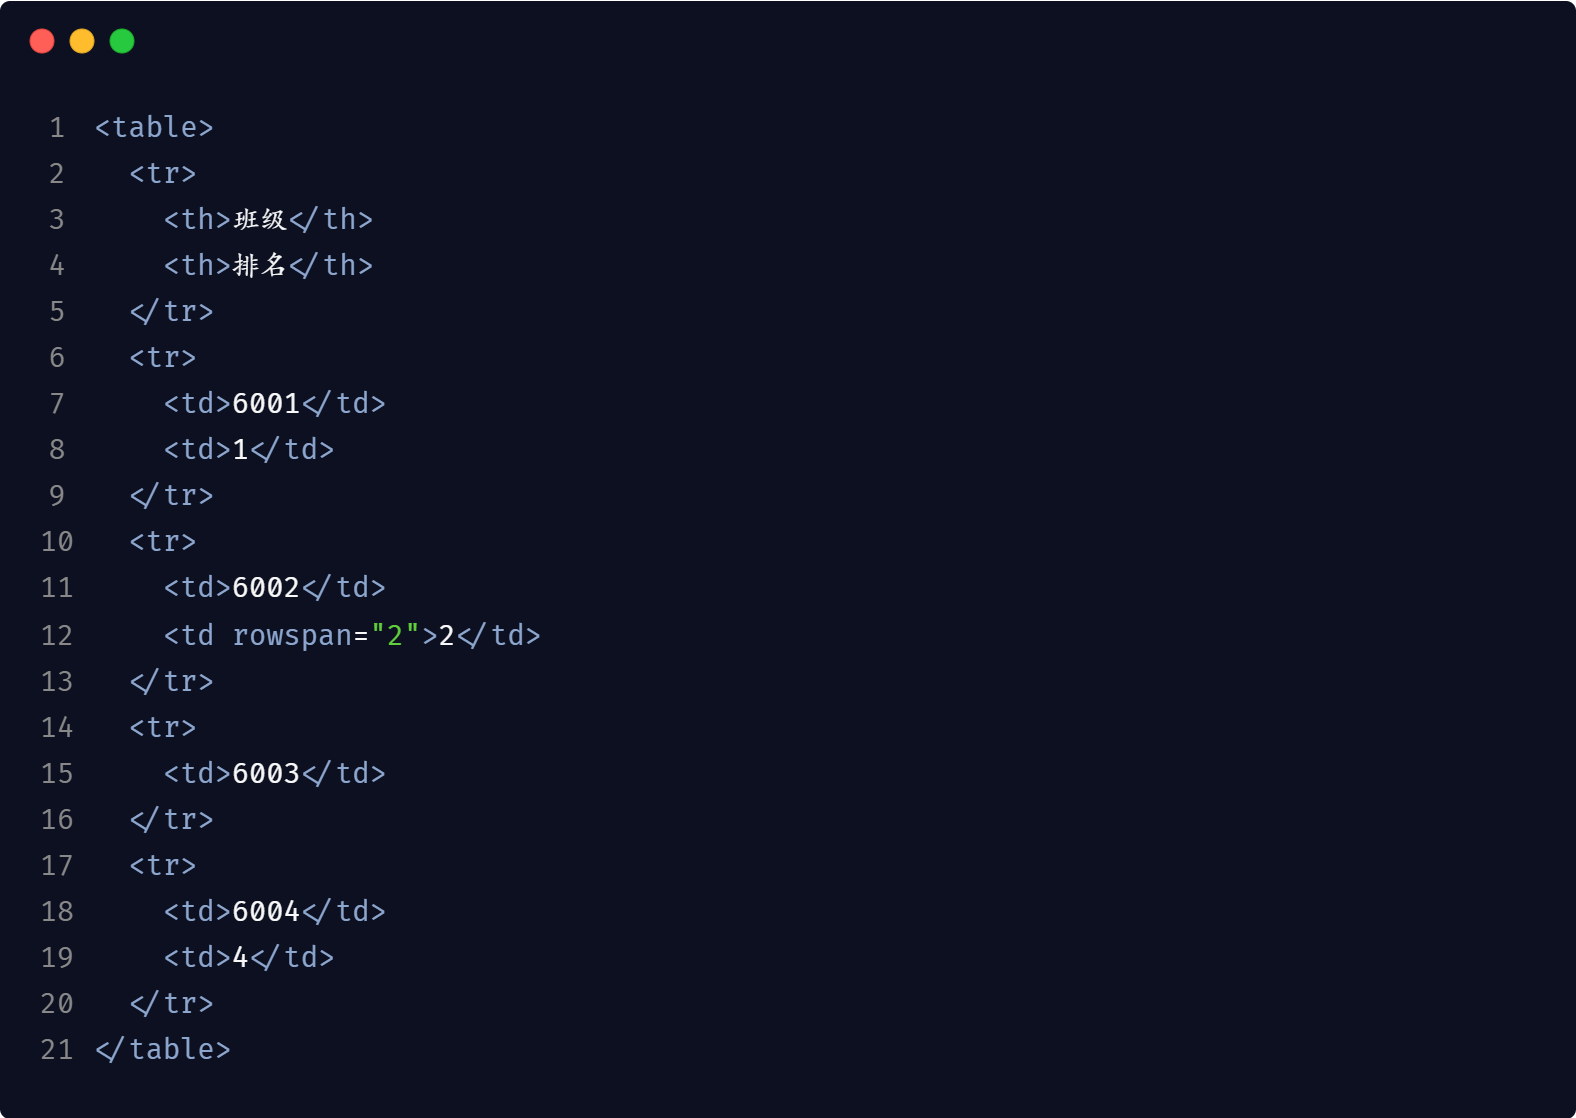 1 <table>
2 <tr>
3 <th>班级</th>
4 <th>排名</th>
5 </tr>
6 <tr>
7 <td>6001</td>
8 <td>1</td>
9 </tr>
10 <tr>
11 <td>6002</td>
12 <td rowspan="2">2</td>
13 </tr>
14 <tr>
15 <td>6003</td>
16 </tr>
17 <tr>
18 <td>6004</td>
19 <td>4</td>
20 </tr>
21 </table>